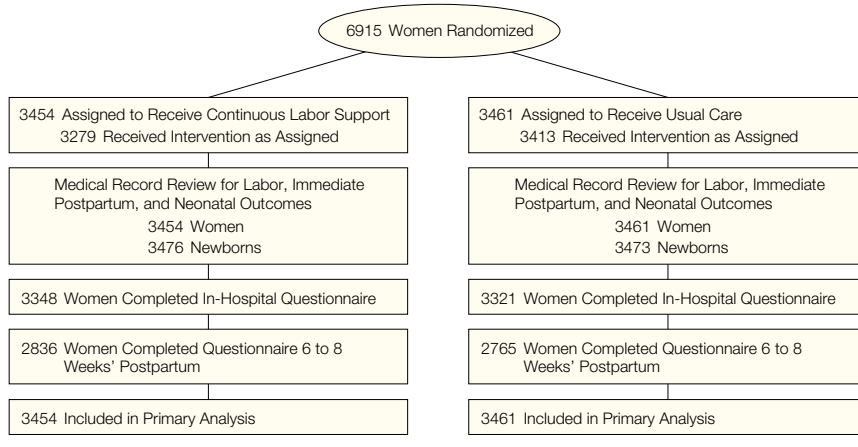 6915 Women Randomized
3454 Assigned to Receive Continuous Labor Support
3279 Received Intervention as Assigned
Medical Record Review for Labor, Immediate
Postpartum, and Neonatal Outcomes
3454 Women
3476 Newborns
3348 Women Completed In-Hospital Questionnaire
2836 Women Completed Questionnaire 6 to 8
Weeks' Postpartum
3454 Included in Primary Analysis
3461 Assigned to Receive Usual Care
3413 Received Intervention as Assigned
Medical Record Review for Labor, Immediate
Postpartum, and Neonatal Outcomes
3461 Women
3473 Newborns
3321 Women Completed In-Hospital Questionnaire
2765 Women Completed Questionnaire 6 to 8
Weeks' Postpartum
3461 Included in Primary Analysis